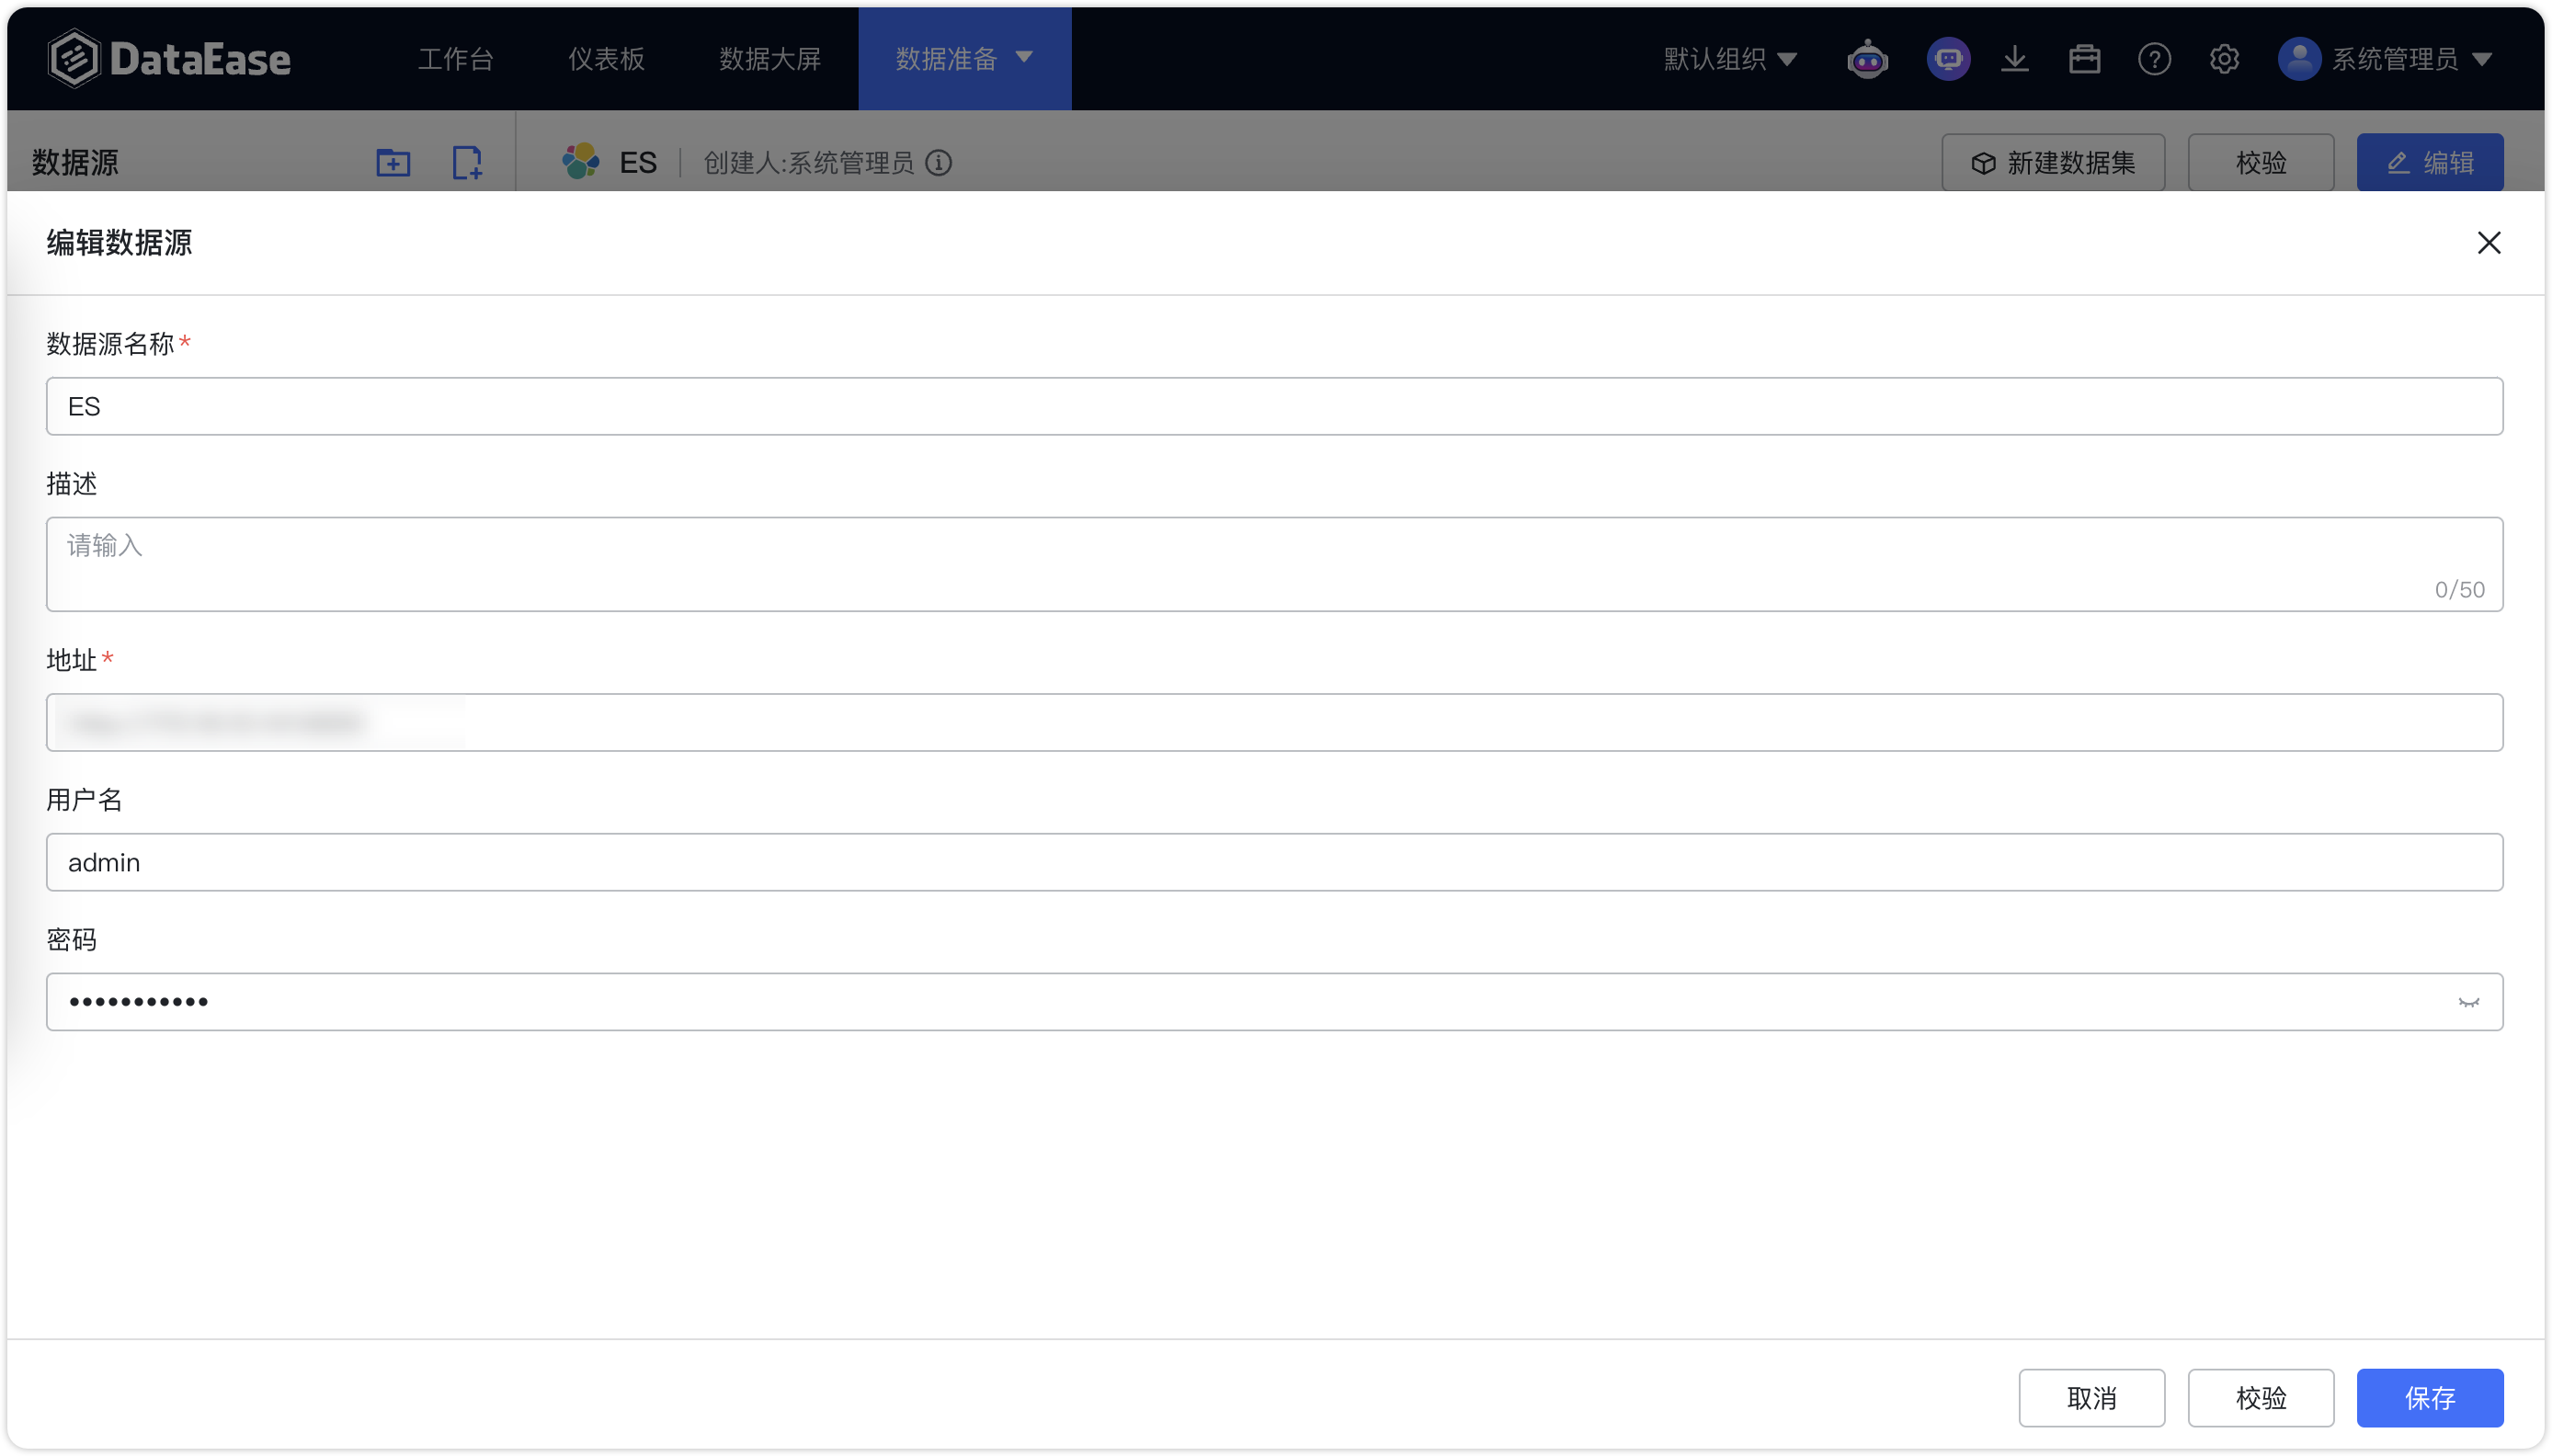 DataEase 工作台 仪表板 数据大屏 数据准备 默认组织 系统管理员
数据源 ES 创建人:系统管理员 新建数据集 校验 编辑
编辑数据源
数据源名称*
ES
描述
请输入
0/50
地址*
用户名
admin
密码
•••••••••••
取消 校验 保存